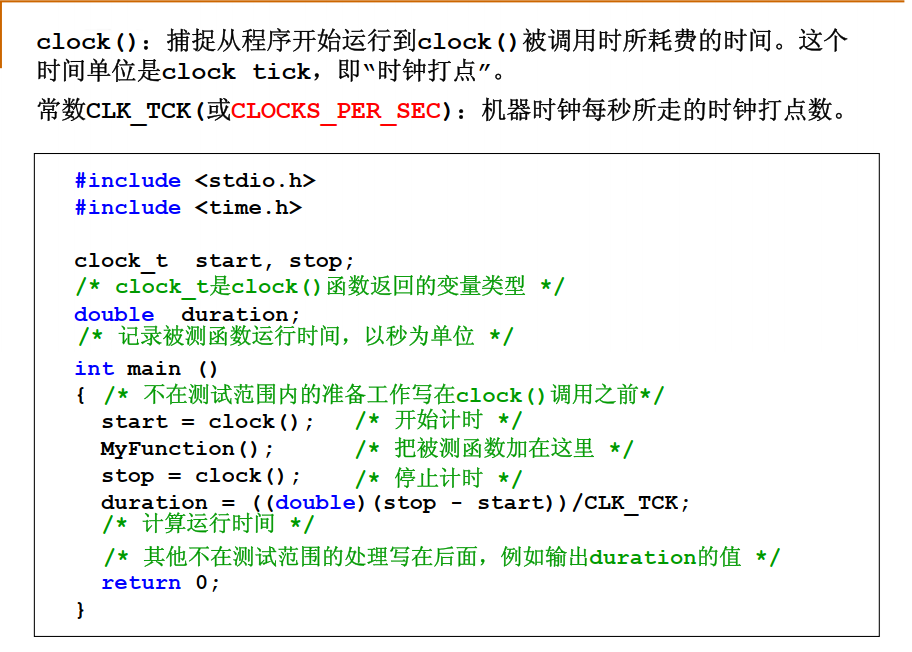 clock()：捕捉从程序开始运行到clock()被调用时所耗费的时间。这个
时间单位是clock tick，即“时钟打点”。
常数CLK_TCK(或CLOCKS_PER_SEC)：机器时钟每秒所走的时钟打点数。
#include <stdio.h>
#include <time.h>
clock_t  start, stop;
/* clock_t是clock()函数返回的变量类型 */
double  duration;
/* 记录被测函数运行时间，以秒为单位 */
int main ()
{ /* 不在测试范围内的准备工作写在clock()调用之前*/
start = clock();   /* 开始计时 */
MyFunction();      /* 把被测函数加在这里 */
stop = clock();    /* 停止计时 */
duration = ((double)(stop - start))/CLK_TCK;
/* 计算运行时间 */
/* 其他不在测试范围的处理写在后面，例如输出duration的值 */
return 0;
}